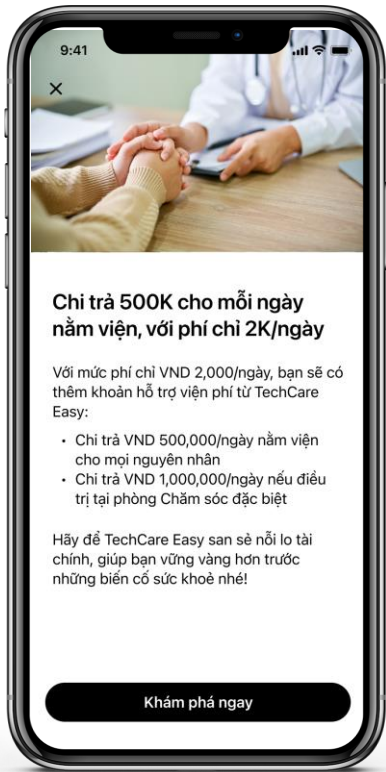 9:41
Chi trả 500K cho mỗi ngày
nằm viện, với phí chỉ 2K/ngày
Với mức phí chỉ VND 2,000/ngày, bạn sẽ có
thêm khoản hỗ trợ viện phí từ TechCare
Easy:
• Chi trả VND 500,000/ngày nằm viện
cho mọi nguyên nhân
• Chi trả VND 1,000,000/ngày nếu điều
trị tại phòng Chăm sóc đặc biệt
Hãy để TechCare Easy san sẻ nỗi lo tài
chính, giúp bạn vững vàng hơn trước
những biến cố sức khoẻ nhé!
Khám phá ngay